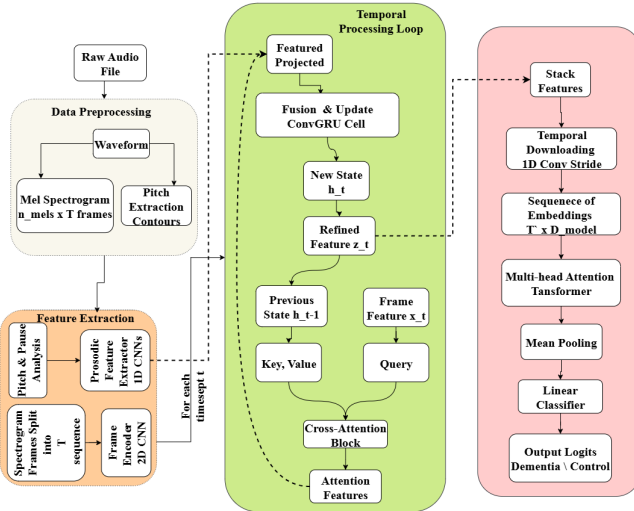 Raw Audio
File
Data Preprocessing
Waveform
Mel Spectrogram
n_mels x T frames
Pitch
Extraction
Contours
Feature Extraction
Pitch & Pause
Analysis
Prosodic
Feature
Extractor
1D CNNs
Spectrogram
Frames Split
into
T
sequence
Frame
Encoder
2D CNN
For each
timesept t
Temporal
Processing Loop
Featured
Projected
Fusion & Update
ConvGRU Cell
New State
h_t
Refined
Feature z_t
Previous
State h_t-1
Frame
Feature x_t
Key, Value
Query
Cross-Attention
Block
Attention
Features
Stack
Features
Temporal
Downloading
1D Conv Stride
Sequenece of
Embeddings
T` x D_model
Multi-head Attention
Tansformer
Mean Pooling
Linear
Classifier
Output Logits
Dementia \ Control